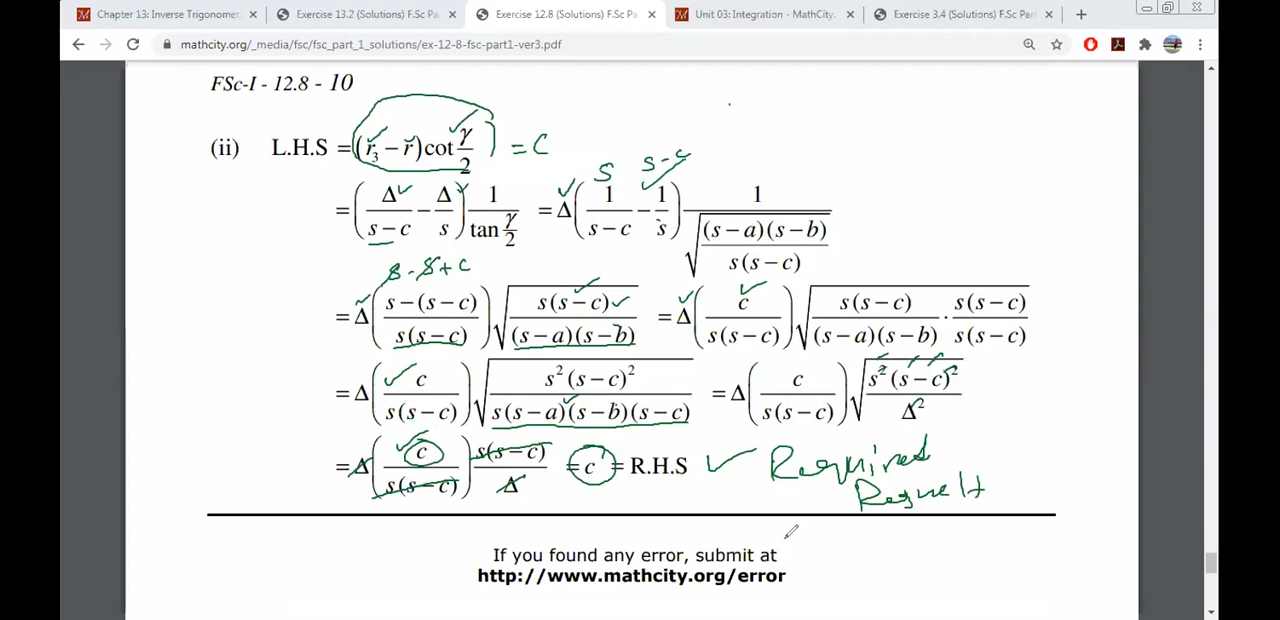 Chapter 13: Inverse Trigonomet
Exercise 13.2 (Solutions) F.Sc Pa
Exercise 12.8 (Solutions) F.Sc P
Unit 03: Integration - MathCity.
Exercise 3.4 (Solutions) F.Sc Par
mathcity.org/_media/fsc/fsc_part_1_solutions/ex-12-8-fsc-part1-ver3.pdf
FSc-I - 12.8 - 10
(ii) L.H.S = (r₃ − r) cot γ/2 = C
S S−c
= (Δ/(s−c) − Δ/s) 1/(tan γ/2) = Δ(1/(s−c) − 1/s) 1/√((s−a)(s−b)/(s(s−c)))
s - s + c
= Δ((s−(s−c))/(s(s−c))) √(s(s−c)/((s−a)(s−b))) = Δ(c/(s(s−c))) √(s(s−c)/((s−a)(s−b)) · s(s−c)/(s(s−c)))
= Δ(c/(s(s−c))) √(s²(s−c)²/(s(s−a)(s−b)(s−c))) = Δ(c/(s(s−c))) √(s²(s−c)²/Δ²)
= Δ(c/(s(s−c))) s(s−c)/Δ = c = R.H.S Required
Result
If you found any error, submit at
http://www.mathcity.org/error